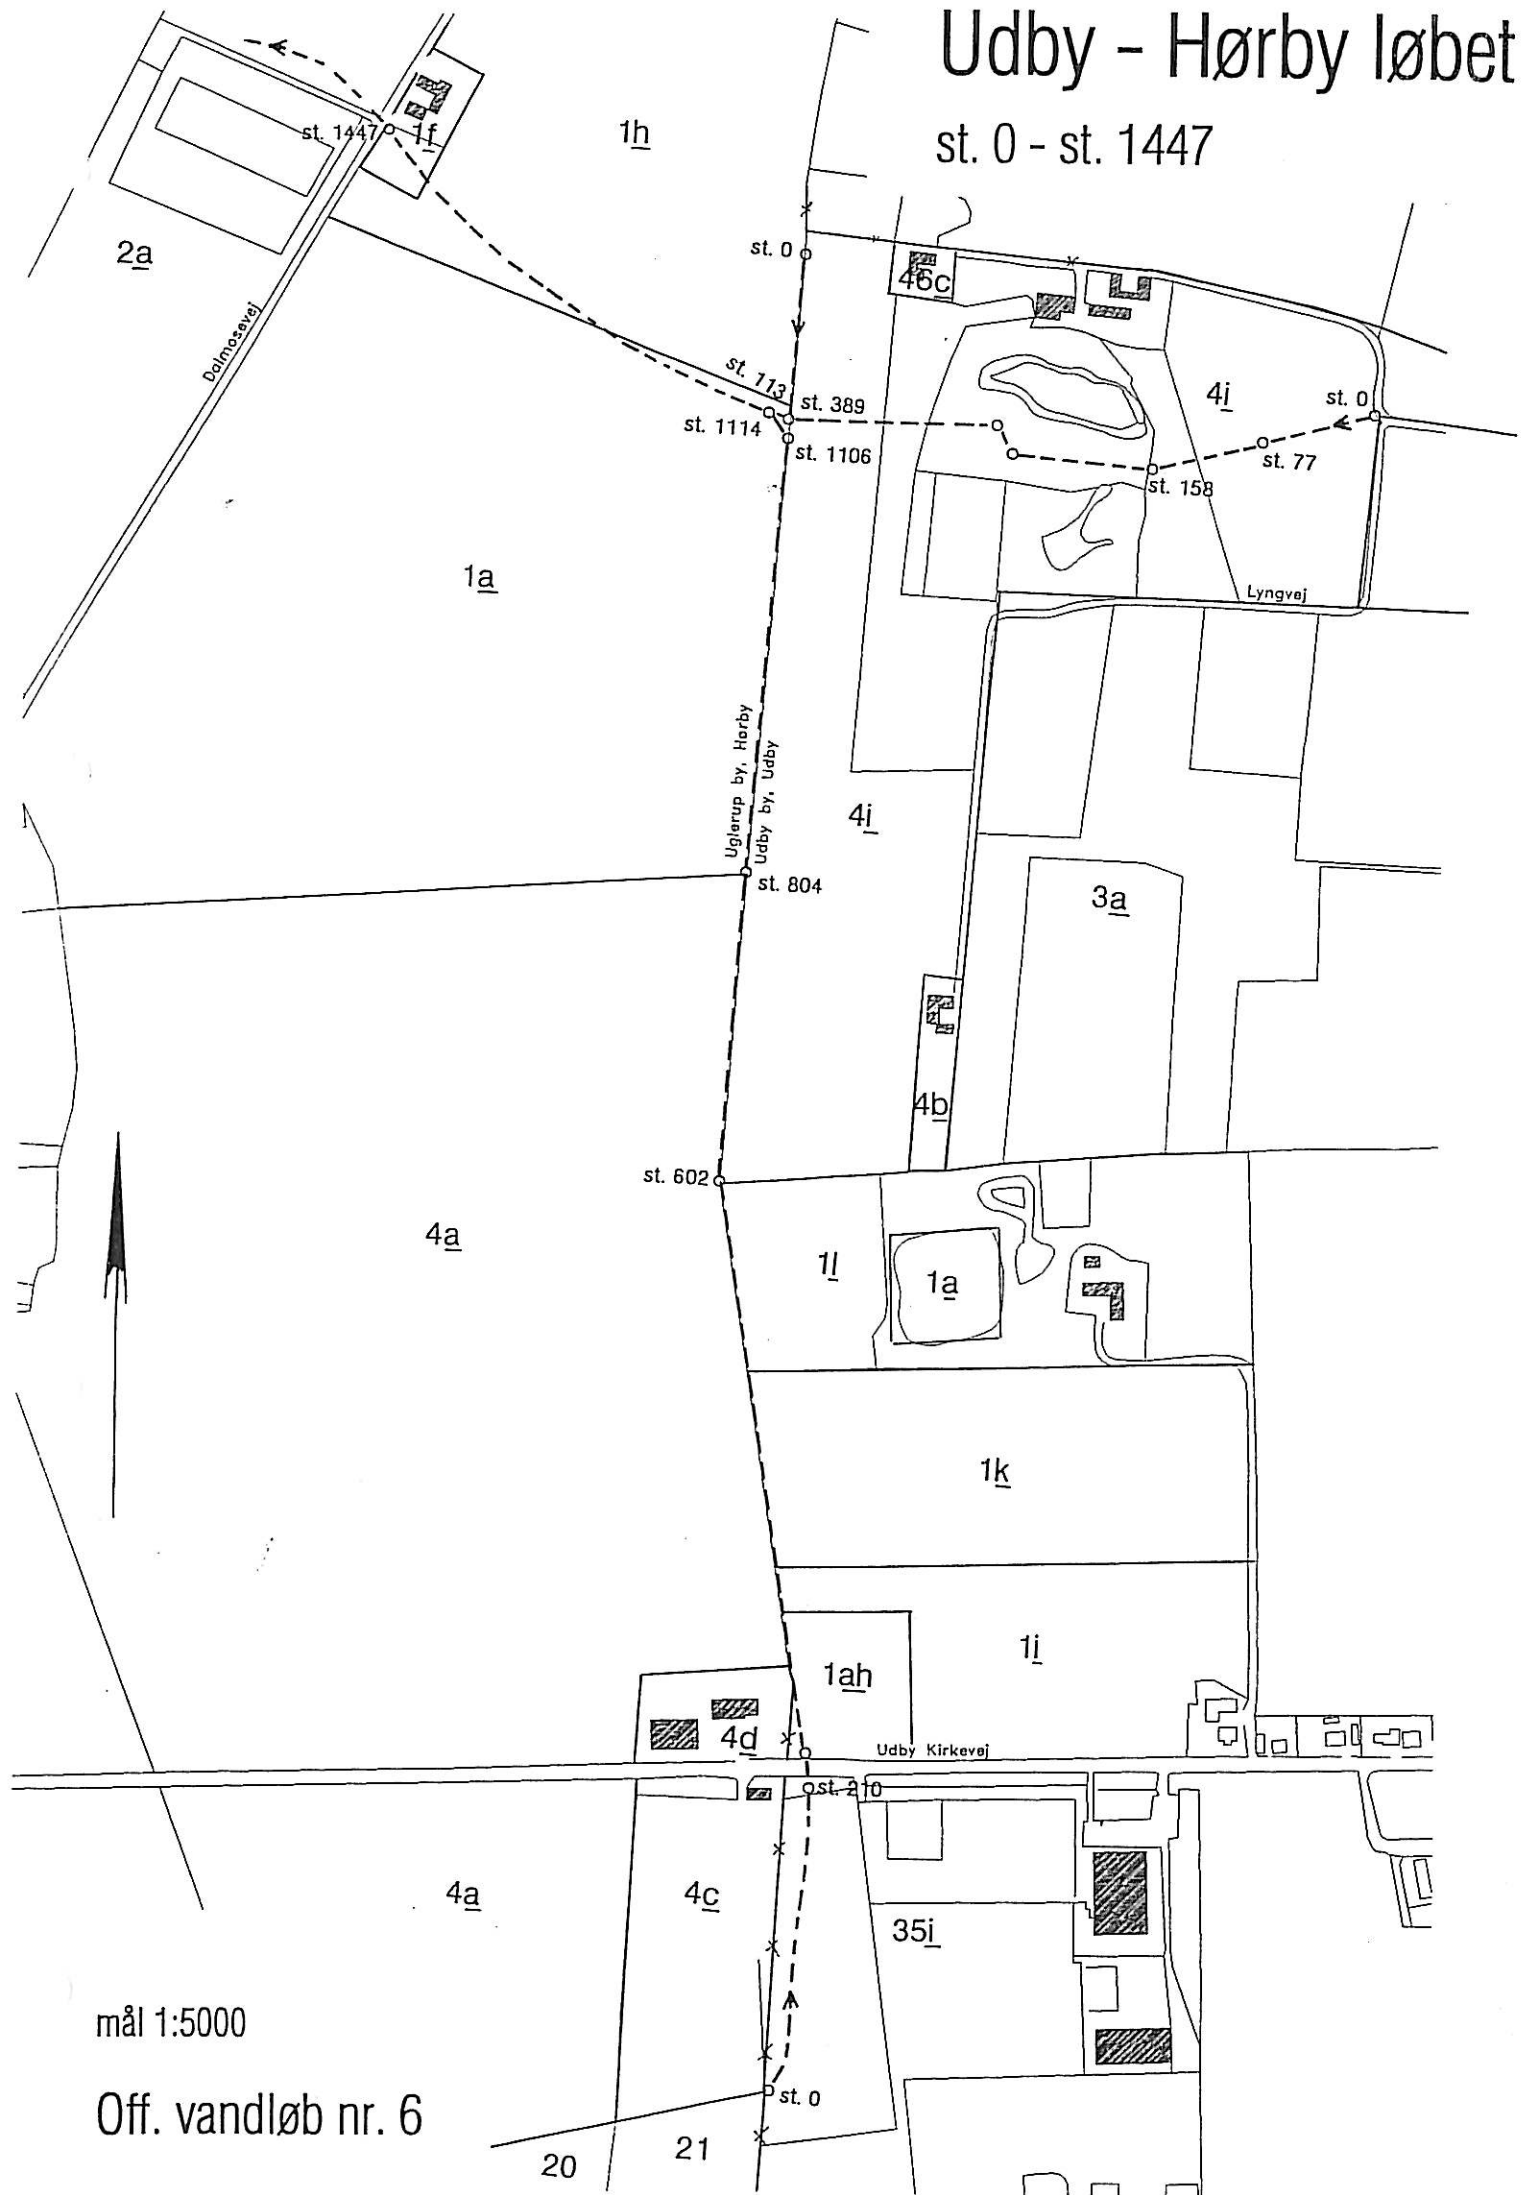 Udby - Hørby løbet
st. 0 - st. 1447
st. 1447
1f
1h
2a
st. 0
46c
Dalmosevej
st. 113
st. 389
4i
st. 0
st. 1114
st. 1106
st. 77
st. 158
1a
Lyngvej
Uglerup by, Hørby
Udby by, Udby
4i
st. 804
3a
4b
st. 602
4a
1l
1a
1k
1i
1ah
4d
Udby Kirkevej
st. 210
4a
4c
35i
mål 1:5000
st. 0
Off. vandløb nr. 6
21
20